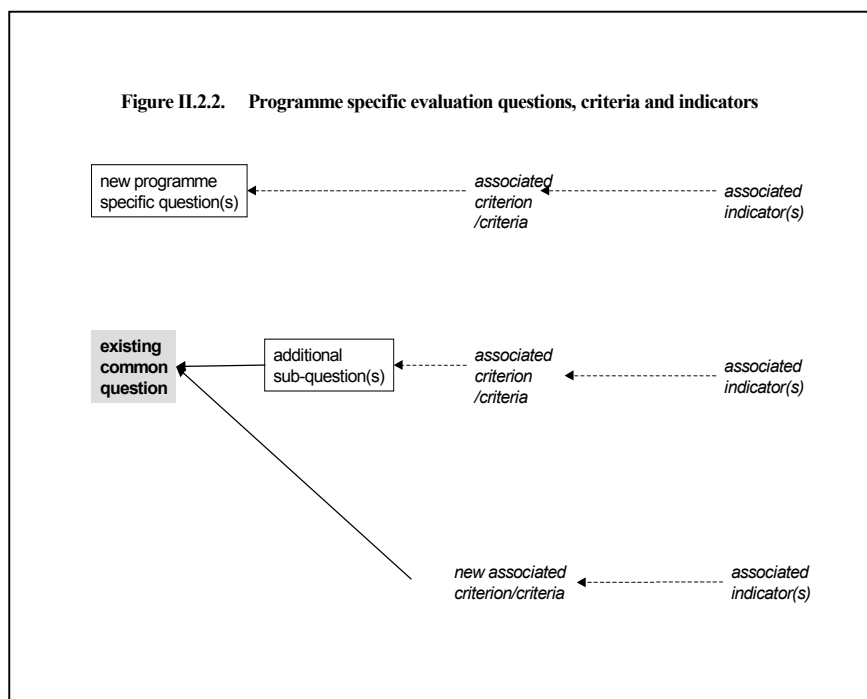 Figure II.2.2. Programme specific evaluation questions, criteria and indicators
new programme
specific question(s)
associated
criterion
/criteria
associated
indicator(s)
existing
common
question
additional
sub-question(s)
associated
criterion
/criteria
associated
indicator(s)
new associated
criterion/criteria
associated
indicator(s)